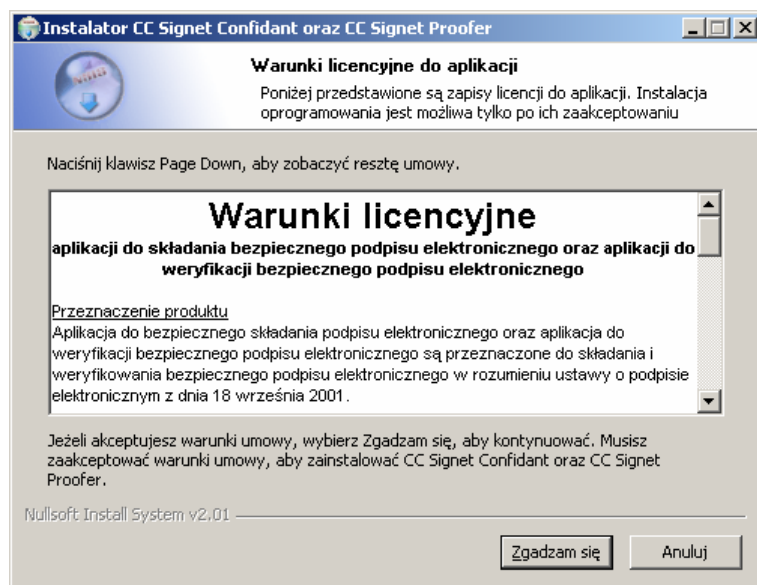 Instalator CC Signet Confidant oraz CC Signet Proofer
Warunki licencyjne do aplikacji
Poniżej przedstawione są zapisy licencji do aplikacji. Instalacja
oprogramowania jest możliwa tylko po ich zaakceptowaniu
Naciśnij klawisz Page Down, aby zobaczyć resztę umowy.
Warunki licencyjne
aplikacji do składania bezpiecznego podpisu elektronicznego oraz aplikacji do
weryfikacji bezpiecznego podpisu elektronicznego
Przeznaczenie produktu
Aplikacja do bezpiecznego składania podpisu elektronicznego oraz aplikacja do
weryfikacji bezpiecznego podpisu elektronicznego są przeznaczone do składania i
weryfikowania bezpiecznego podpisu elektronicznego w rozumieniu ustawy o podpisie
elektronicznym z dnia 18 września 2001.
Jeżeli akceptujesz warunki umowy, wybierz Zgadzam się, aby kontynuować. Musisz
zaakceptować warunki umowy, aby zainstalować CC Signet Confidant oraz CC Signet
Proofer.
Nullsoft Install System v2.01
Zgadzam się
Anuluj